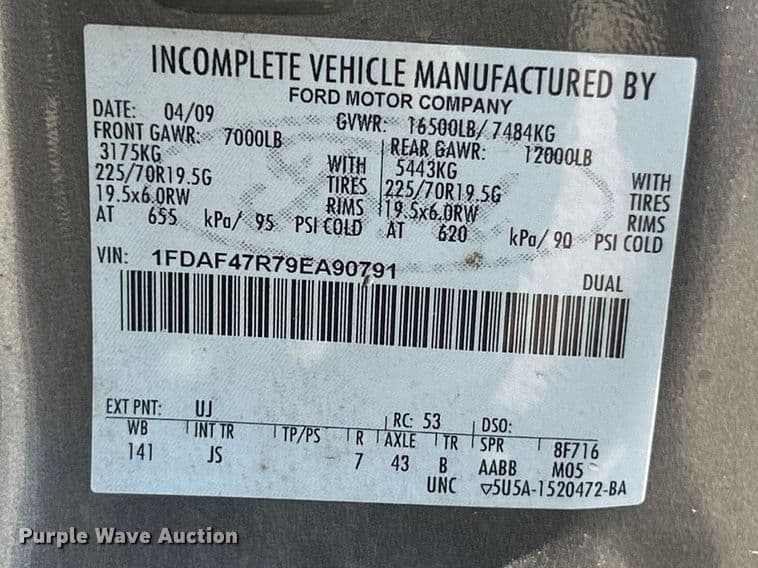 INCOMPLETE VEHICLE MANUFACTURED BY
FORD MOTOR COMPANY
DATE: 04/09 GVWR: 16500LB/ 7484KG
FRONT GAWR: 7000LB REAR GAWR: 12000LB
3175KG WITH 5443KG WITH
225/70R19.5G TIRES 225/70R19.5G TIRES
19.5x6.0RW RIMS 19.5x6.0RW RIMS
AT 655 kPa/ 95 PSI COLD AT 620 kPa/ 90 PSI COLD
VIN: 1FDAF47R79EA90791
DUAL
EXT PNT: UJ RC: 53 DSO:
WB INT TR TP/PS R AXLE TR SPR 8F716
141 JS 7 43 B AABB M05
UNC ▽5U5A-1520472-BA
Purple Wave Auction